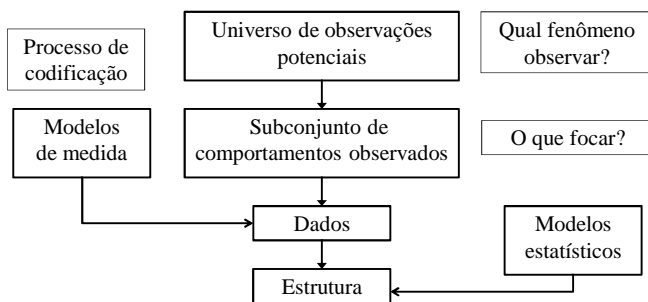 Processo de
codificação
Universo de observações
potenciais
Qual fenômeno
observar?
Modelos
de medida
Subconjunto de
comportamentos observados
O que focar?
Dados
Modelos
estatísticos
Estrutura